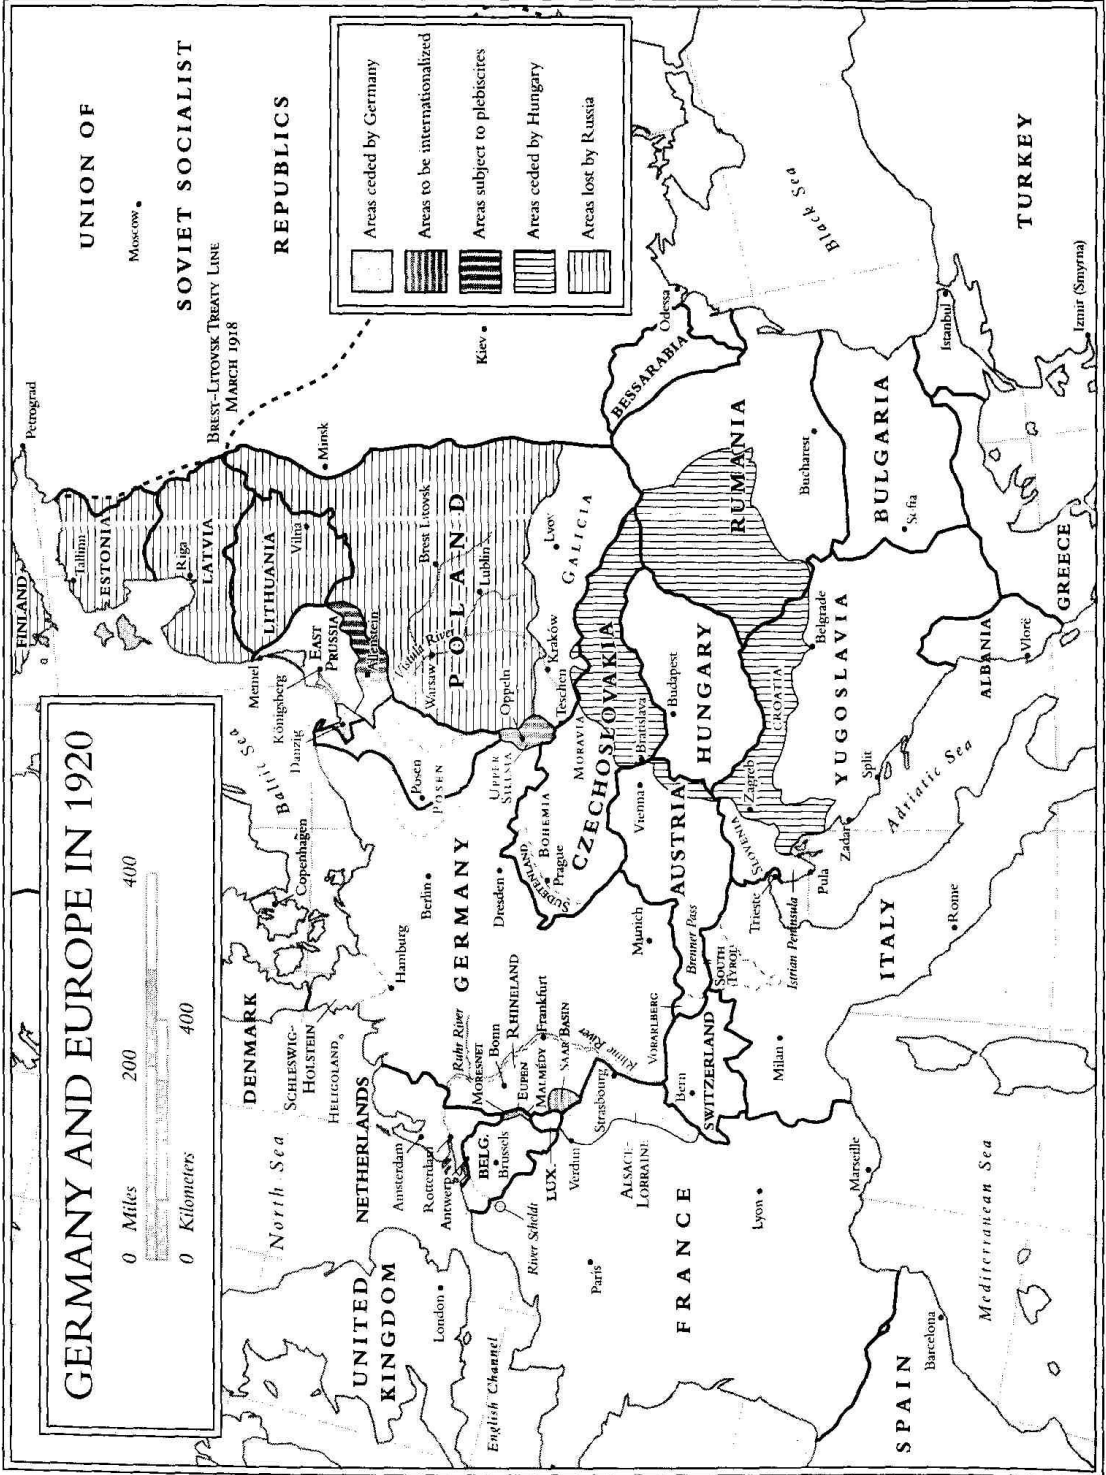 GERMANY AND EUROPE IN 1920
0 Miles 200 400
0 Kilometers 400
Areas ceded by Germany
Areas to be internationalized
Areas subject to plebiscites
Areas ceded by Hungary
Areas lost by Russia
UNION OF
SOVIET SOCIALIST
REPUBLICS
Moscow
Petrograd
BREST-LITOVSK TREATY LINE
MARCH 1918
Kiev
Minsk
FINLAND
Tallinn
ESTONIA
Riga
LATVIA
LITHUANIA
Vilna
Memel
EAST
PRUSSIA
Königsberg
Danzig
Allenstein
Baltic Sea
Copenhagen
DENMARK
SCHLESWIG-
HOLSTEIN
HELIGOLAND
North Sea
Hamburg
Berlin
GERMANY
Posen
POSEN
Vistula River
Warsaw
POLAND
Brest Litovsk
Lublin
Oppeln
UPPER
SILESIA
Kraków
Teschen
Lvov
GALICIA
Dresden
SUDETENLAND
BOHEMIA
Prague
MORAVIA
CZECHOSLOVAKIA
Bratislava
NETHERLANDS
Amsterdam
Rotterdam
Antwerp
Ruhr River
MORESNET
Bonn
RHINELAND
EUPEN
MALMÉDY
Frankfurt
SAAR BASIN
BELG.
Brussels
LUX.
Verdun
Strasbourg
Rhine River
ALSACE-
LORRAINE
River Scheldt
UNITED
KINGDOM
London
English Channel
Paris
FRANCE
Lyon
Marseille
SPAIN
Barcelona
Mediterranean Sea
Munich
Vienna
AUSTRIA
VORARLBERG
Brenner Pass
Bern
SWITZERLAND
SOUTH
TYROL
Milan
Trieste
SLOVENIA
Istrian Peninsula
Pula
Zagreb
CROATIA
Zadar
Split
Adriatic Sea
ITALY
Rome
Budapest
HUNGARY
Belgrade
YUGOSLAVIA
RUMANIA
Bucharest
BESSARABIA
Odessa
Black Sea
BULGARIA
Sofia
ALBANIA
Vlorë
GREECE
Istanbul
TURKEY
Izmir (Smyrna)